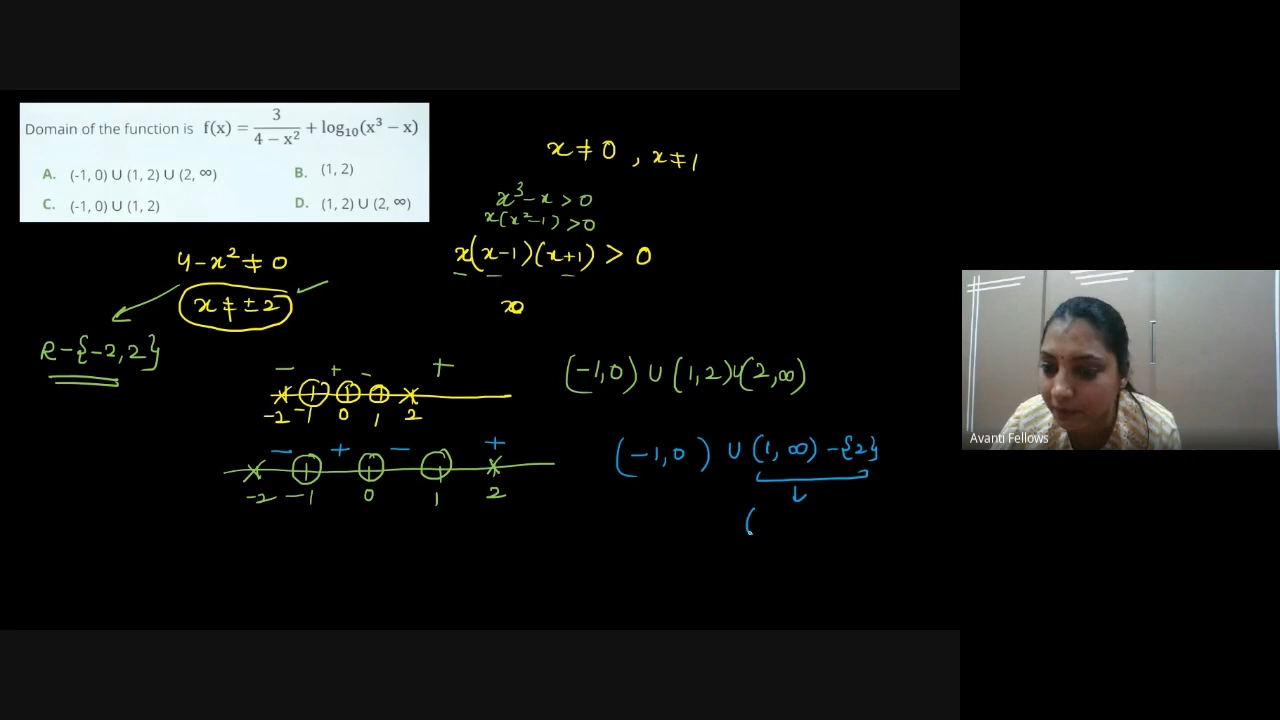 Domain of the function is f(x) = 3/(4 − x²) + log₁₀(x³ − x)
A. (-1, 0) ∪ (1, 2) ∪ (2, ∞)
B. (1, 2)
C. (-1, 0) ∪ (1, 2)
D. (1, 2) ∪ (2, ∞)
x ≠ 0 , x ≠ 1
x³ − x > 0
x(x² − 1) > 0
x(x−1)(x+1) > 0
4 − x² ≠ 0
x ≠ ± 2
R − {−2, 2}
− + − +
−2 −1 0 1 2
(−1, 0) ∪ (1, 2) ∪ (2, ∞)
− + − +
−2 −1 0 1 2
(−1, 0) ∪ (1, ∞) − {2}
(
Avanti Fellows